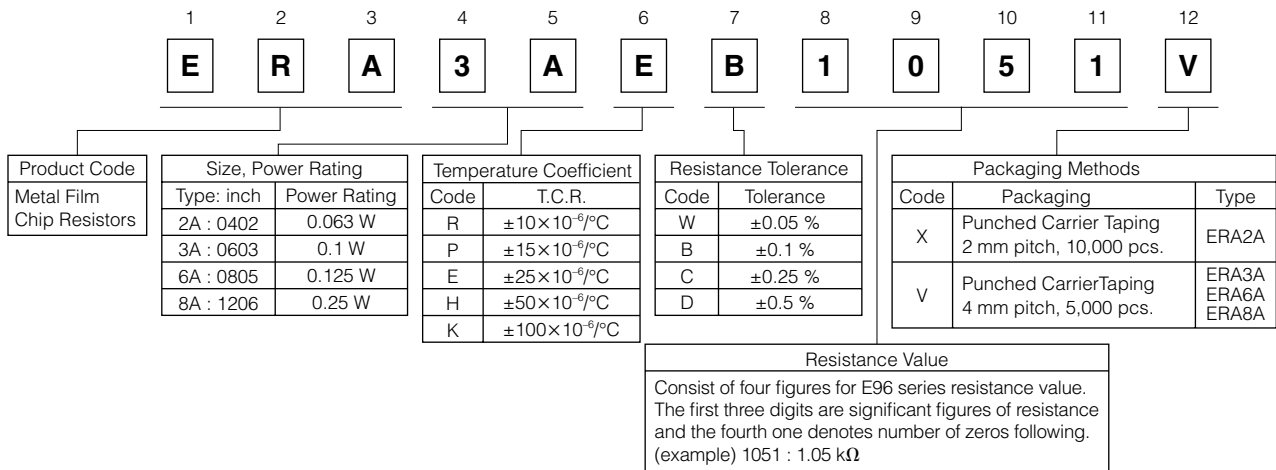 1 2 3 4 5 6 7 8 9 10 11 12
E R A 3 A E B 1 0 5 1 V
Product Code
Metal Film
Chip Resistors
Size, Power Rating
Type: inch Power Rating
2A : 0402 0.063 W
3A : 0603 0.1 W
6A : 0805 0.125 W
8A : 1206 0.25 W
Temperature Coefficient
Code T.C.R.
R ±10×10⁻⁶/°C
P ±15×10⁻⁶/°C
E ±25×10⁻⁶/°C
H ±50×10⁻⁶/°C
K ±100×10⁻⁶/°C
Resistance Tolerance
Code Tolerance
W ±0.05 %
B ±0.1 %
C ±0.25 %
D ±0.5 %
Packaging Methods
Code Packaging Type
X Punched Carrier Taping
2 mm pitch, 10,000 pcs. ERA2A
V Punched CarrierTaping
4 mm pitch, 5,000 pcs.
ERA3A
ERA6A
ERA8A
Resistance Value
Consist of four figures for E96 series resistance value.
The first three digits are significant figures of resistance
and the fourth one denotes number of zeros following.
(example) 1051 : 1.05 kΩ